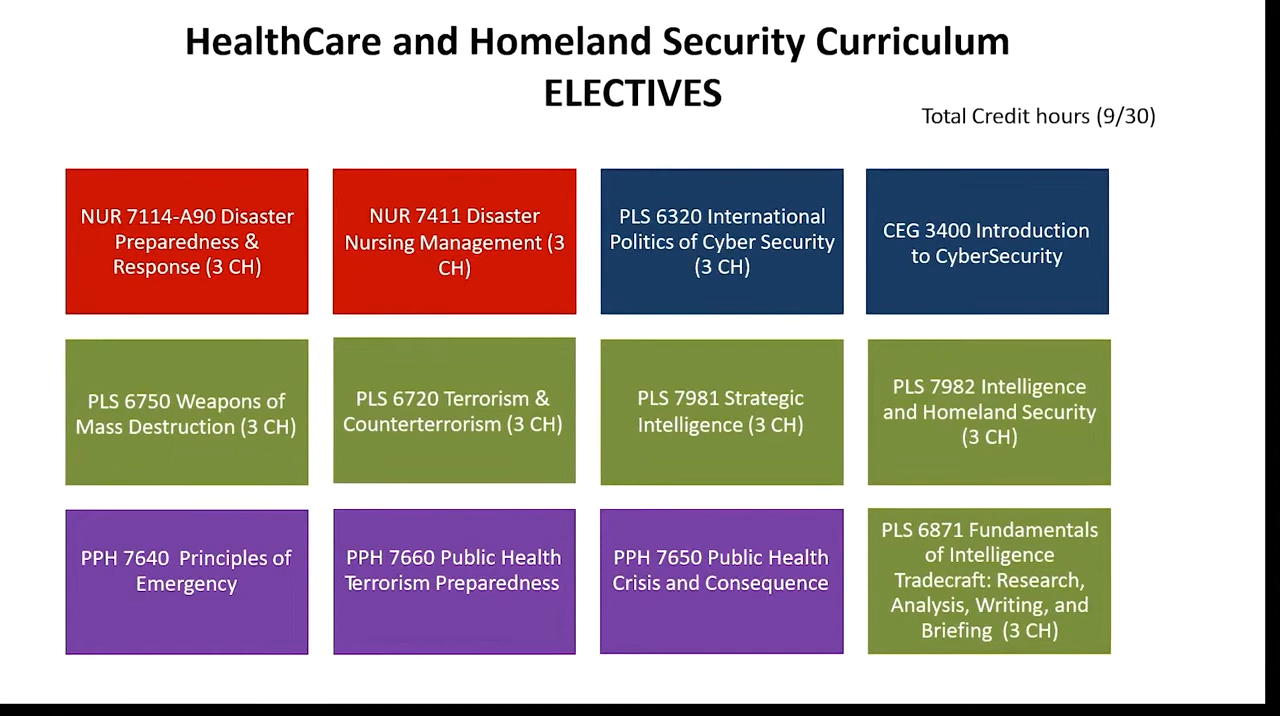 HealthCare and Homeland Security Curriculum
ELECTIVES
Total Credit hours (9/30)
NUR 7114-A90 Disaster
Preparedness &
Response (3 CH)
NUR 7411 Disaster
Nursing Management (3
CH)
PLS 6320 International
Politics of Cyber Security
(3 CH)
CEG 3400 Introduction
to CyberSecurity
PLS 6750 Weapons of
Mass Destruction (3 CH)
PLS 6720 Terrorism &
Counterterrorism (3 CH)
PLS 7981 Strategic
Intelligence (3 CH)
PLS 7982 Intelligence
and Homeland Security
(3 CH)
PPH 7640 Principles of
Emergency
PPH 7660 Public Health
Terrorism Preparedness
PPH 7650 Public Health
Crisis and Consequence
PLS 6871 Fundamentals
of Intelligence
Tradecraft: Research,
Analysis, Writing, and
Briefing (3 CH)